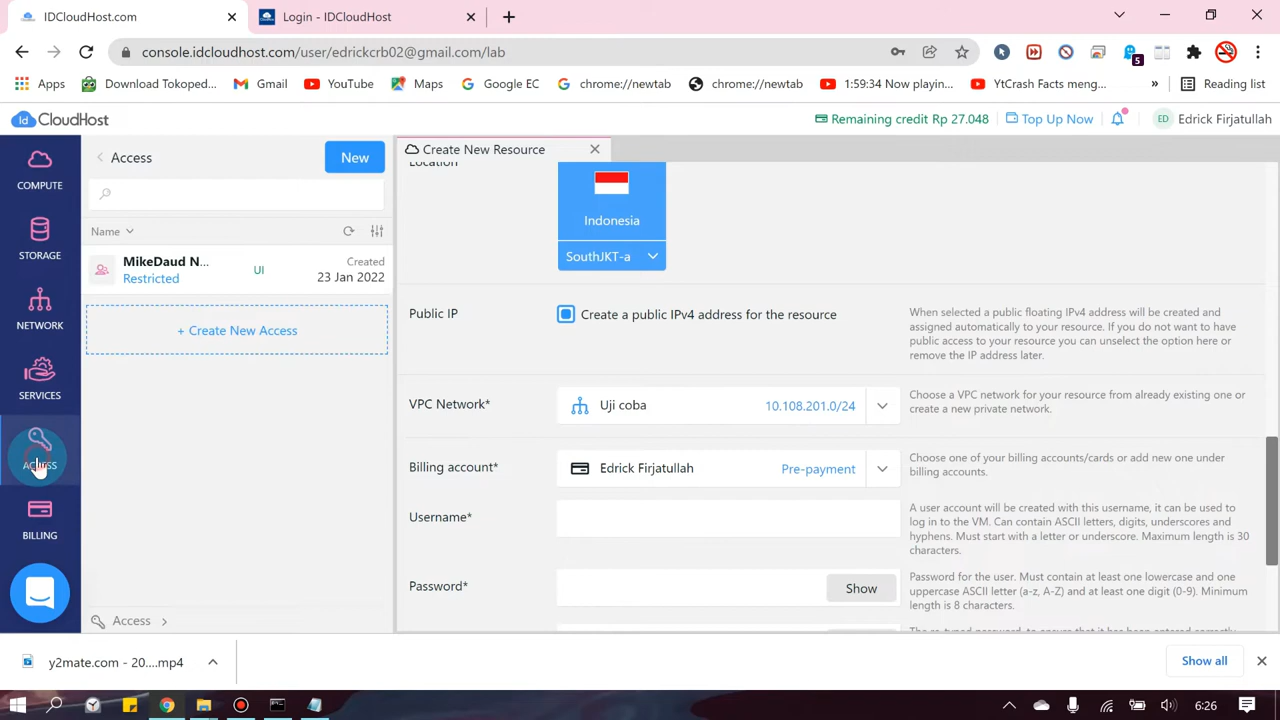 IDCloudHost.com
Login - IDCloudHost
console.idcloudhost.com/user/edrickcrb02@gmail.com/lab
5
Apps
Download Tokoped...
Gmail
YouTube
Maps
Google EC
chrome://newtab
chrome://newtab
1:59:34 Now playin...
YtCrash Facts meng...
»
Reading list
Id CloudHost
Remaining credit Rp 27.048
Top Up Now
ED
Edrick Firjatullah
COMPUTE
STORAGE
NETWORK
SERVICES
ACCESS
BILLING
Access
New
Name
MikeDaud N...
Restricted
UI
Created
23 Jan 2022
+ Create New Access
Access
Create New Resource
Location
Indonesia
SouthJKT-a
Public IP
Create a public IPv4 address for the resource
When selected a public floating IPv4 address will be created and
assigned automatically to your resource. If you do not want to have
public access to your resource you can unselect the option here or
remove the IP address later.
VPC Network*
Uji coba
10.108.201.0/24
Choose a VPC network for your resource from already existing one or
create a new private network.
Billing account*
Edrick Firjatullah
Pre-payment
Choose one of your billing accounts/cards or add new one under
billing accounts.
Username*
A user account will be created with this username, it can be used to
log in to the VM. Can contain ASCII letters, digits, underscores and
hyphens. Must start with a letter or underscore. Maximum length is 30
characters.
Password*
Show
Password for the user. Must contain at least one lowercase and one
uppercase ASCII letter (a-z, A-Z) and at least one digit (0-9). Minimum
length is 8 characters.
y2mate.com - 20....mp4
Show all
6:26